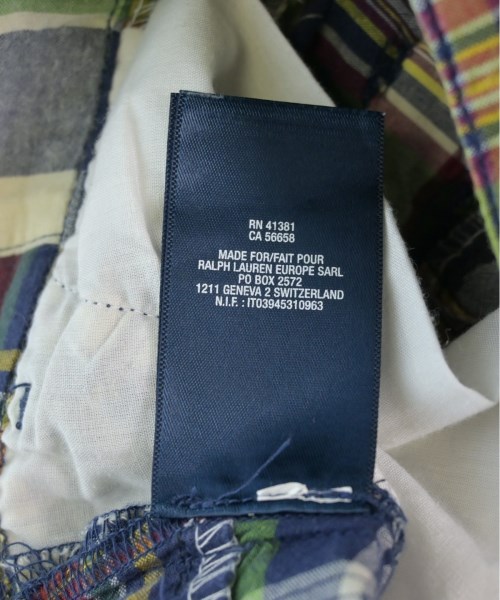 RN 41381
CA 56658
MADE FOR/FAIT POUR
RALPH LAUREN EUROPE SARL
PO BOX 2572
1211 GENEVA 2 SWITZERLAND
N.I.F. : IT03945310963